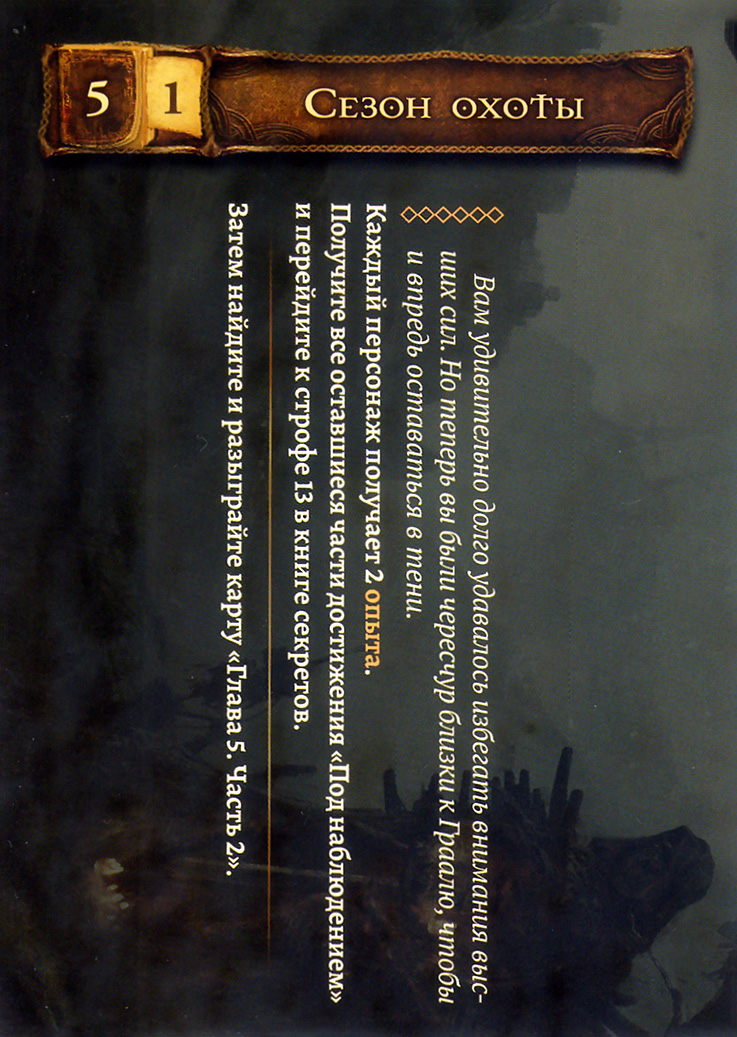 5 1 Сезон охоты
Вам удивительно долго удавалось избегать внимания выс-
ших сил. Но теперь вы были чересчур близки к Граалю, чтобы
и впредь оставаться в тени.
Каждый персонаж получает 2 опыта.
Получите все оставшиеся части достижения «Под наблюдением»
и перейдите к строфе 13 в книге секретов.
Затем найдите и разыграйте карту «Глава 5. Часть 2».